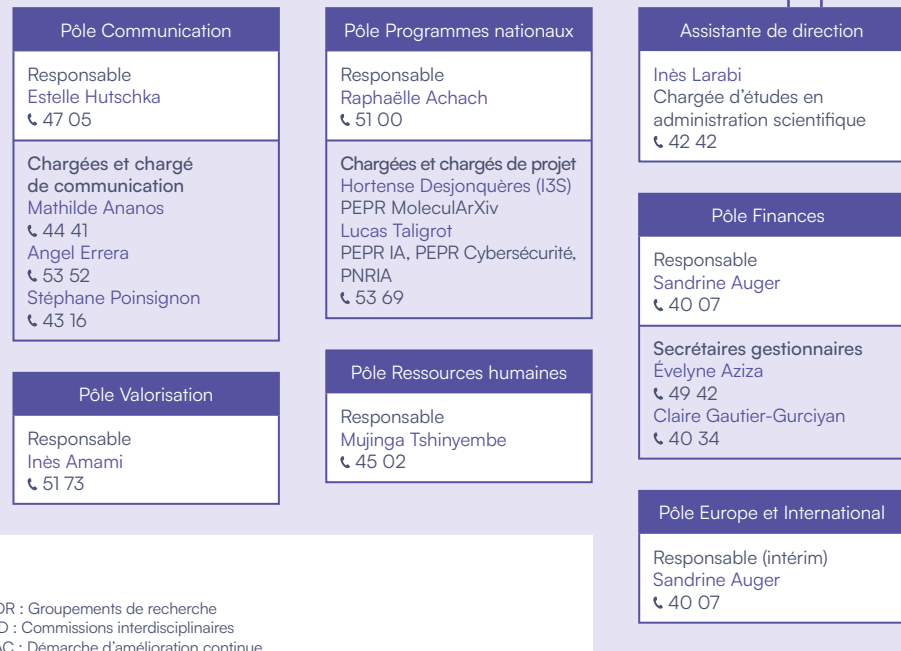 Pôle Communication
Responsable
Estelle Hutschka
47 05
Chargées et chargé
de communication
Mathilde Ananos
44 41
Angel Errera
53 52
Stéphane Poinsignon
43 16
Pôle Valorisation
Responsable
Inès Amami
51 73
Pôle Programmes nationaux
Responsable
Raphaëlle Achach
51 00
Chargées et chargés de projet
Hortense Desjonquères (I3S)
PEPR MoleculArXiv
Lucas Taligrot
PEPR IA, PEPR Cybersécurité,
PNRIA
53 69
Pôle Ressources humaines
Responsable
Mujinga Tshinyembe
45 02
Assistante de direction
Inès Larabi
Chargée d’études en
administration scientifique
42 42
Pôle Finances
Responsable
Sandrine Auger
40 07
Secrétaires gestionnaires
Évelyne Aziza
49 42
Claire Gautier-Gurciyan
40 34
Pôle Europe et International
Responsable (intérim)
Sandrine Auger
40 07
: Groupements de recherche
: Commissions interdisciplinaires
: Démarche d’amélioration continue